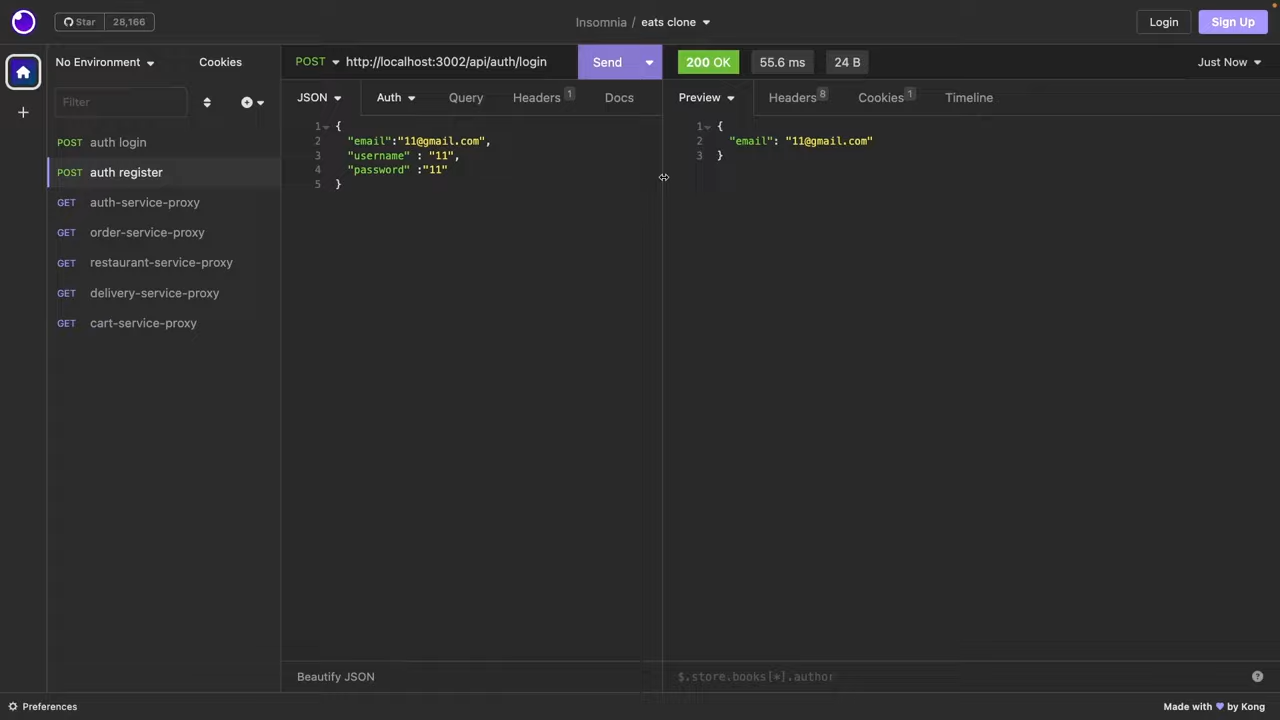 Star 28,166
Insomnia / eats clone
Login
Sign Up
No Environment
Cookies
POST http://localhost:3002/api/auth/login
Send
200 OK
55.6 ms
24 B
Just Now
Filter
JSON
Auth
Query
Headers 1
Docs
Preview
Headers 8
Cookies 1
Timeline
POST auth login
POST auth register
GET auth-service-proxy
GET order-service-proxy
GET restaurant-service-proxy
GET delivery-service-proxy
GET cart-service-proxy
1 {
2 "email":"11@gmail.com",
3 "username" : "11",
4 "password" :"11"
5 }
1 {
2 "email": "11@gmail.com"
3 }
Beautify JSON
$.store.books[*].author
?
Preferences
Made with ♥ by Kong